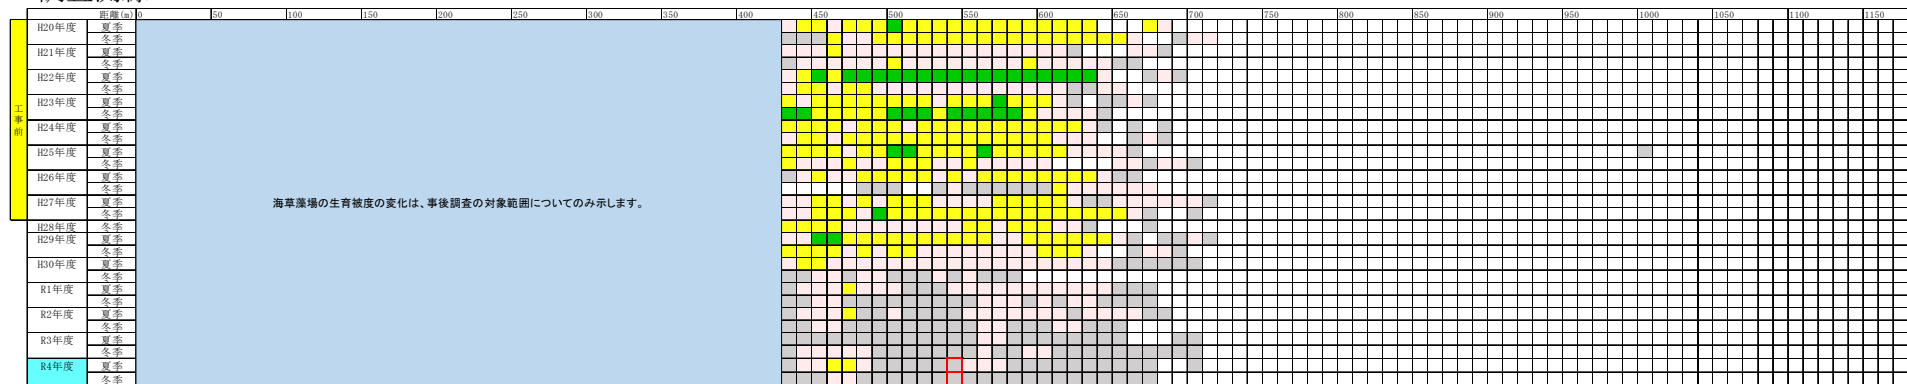 距離(m) 0 50 100 150 200 250 300 350 400 450 500 550 600 650 700 750 800 850 900 950 1000 1050 1100 1150
工事前
H20年度 夏季
冬季
H21年度 夏季
冬季
H22年度 夏季
冬季
H23年度 夏季
冬季
H24年度 夏季
冬季
H25年度 夏季
冬季
H26年度 夏季
冬季
H27年度 夏季
冬季
H28年度 冬季
H29年度 夏季
冬季
H30年度 夏季
冬季
R1年度 夏季
冬季
R2年度 夏季
冬季
R3年度 夏季
冬季
R4年度 夏季
冬季
海草藻場の生育被度の変化は、事後調査の対象範囲についてのみ示します。